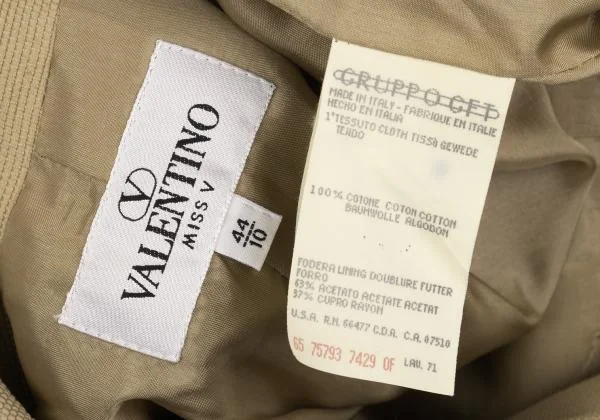 V
VALENTINO
MISS V
44
10
GRUPPO GFT
MADE IN ITALY - FABRIQUE EN ITALIE
HECHO EN ITALIA
1°TESSUTO CLOTH TISSU GEWEDE
TEJIDO
100% COTONE COTON COTTON
BAUMWOLLE ALGODÓN
FODERA LINING DOUBLURE FUTTER
FORRO
63% ACETATO ACETATE ACETAT
37% CUPRO RAYON
U.S.A. R.N. 66477 C.D.A. C.A. 07510
65 75793 7429 OF LAV. 71